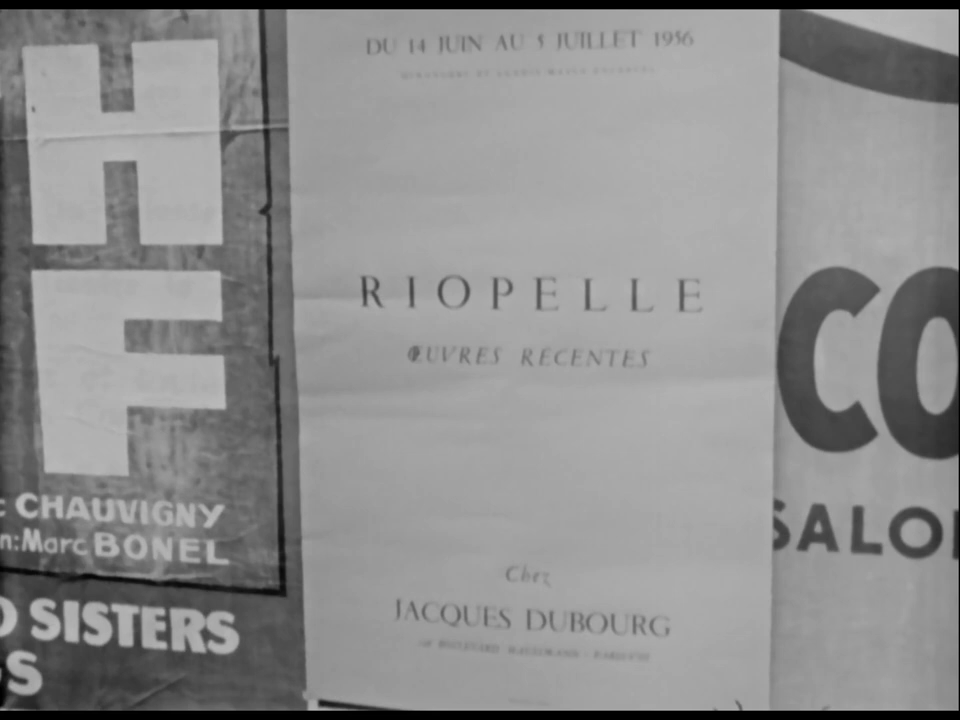 H
F
CHAUVIGNY
n:Marc BONEL
SISTERS
DU 14 JUIN AU 5 JUILLET 1956
RIOPELLE
ŒUVRES RÉCENTES
Chez
JACQUES DUBOURG
CO
SALO